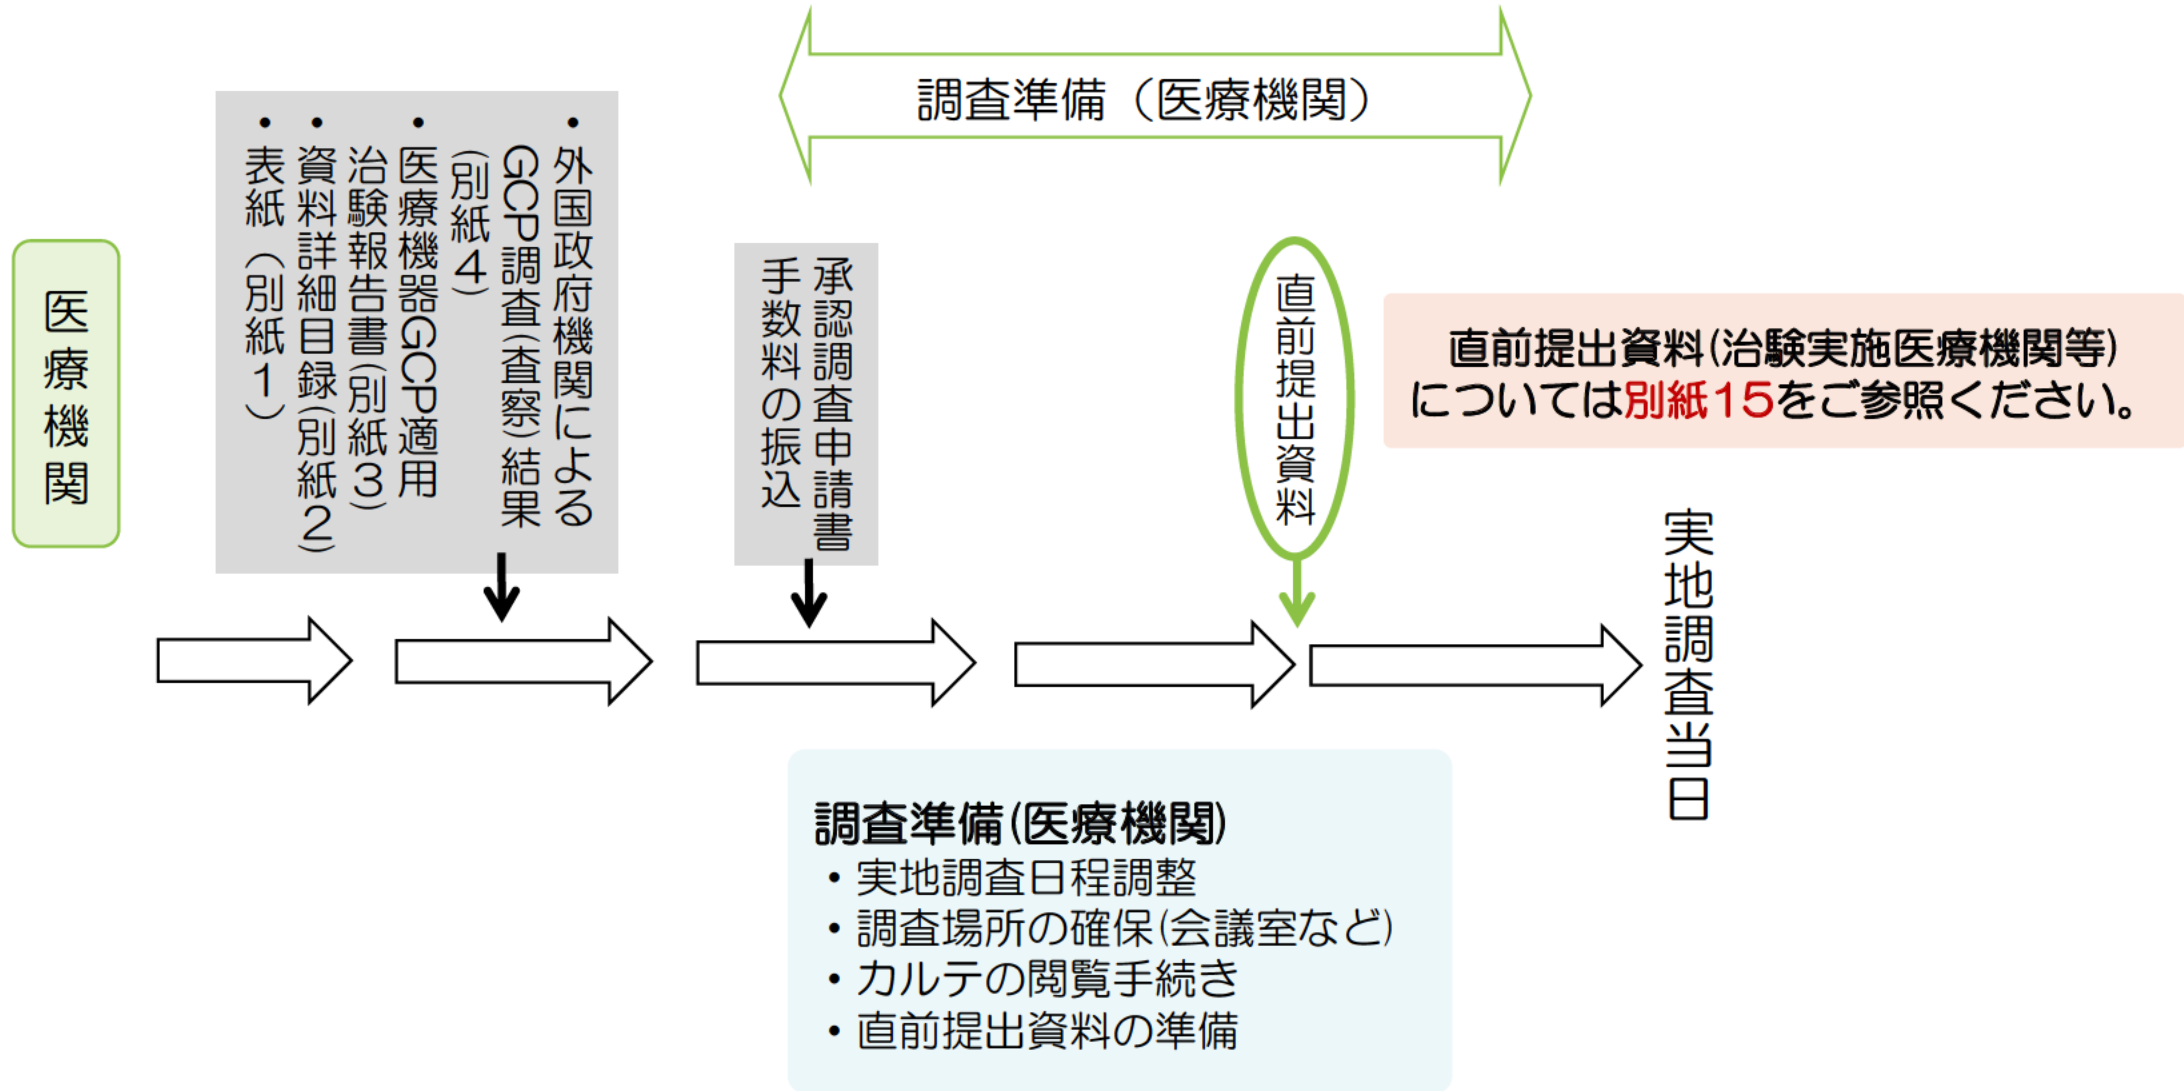 調査準備（医療機関）
医療機関
・外国政府機関による
GCP調査(査察)結果
(別紙4)
・医療機器GCP適用
治験報告書(別紙3)
・資料詳細目録(別紙2)
・表紙（別紙1）
承認調査申請書
手数料の振込
直前提出資料
直前提出資料(治験実施医療機関等)
については別紙15をご参照ください。
実地調査当日
調査準備(医療機関)
・実地調査日程調整
・調査場所の確保(会議室など)
・カルテの閲覧手続き
・直前提出資料の準備